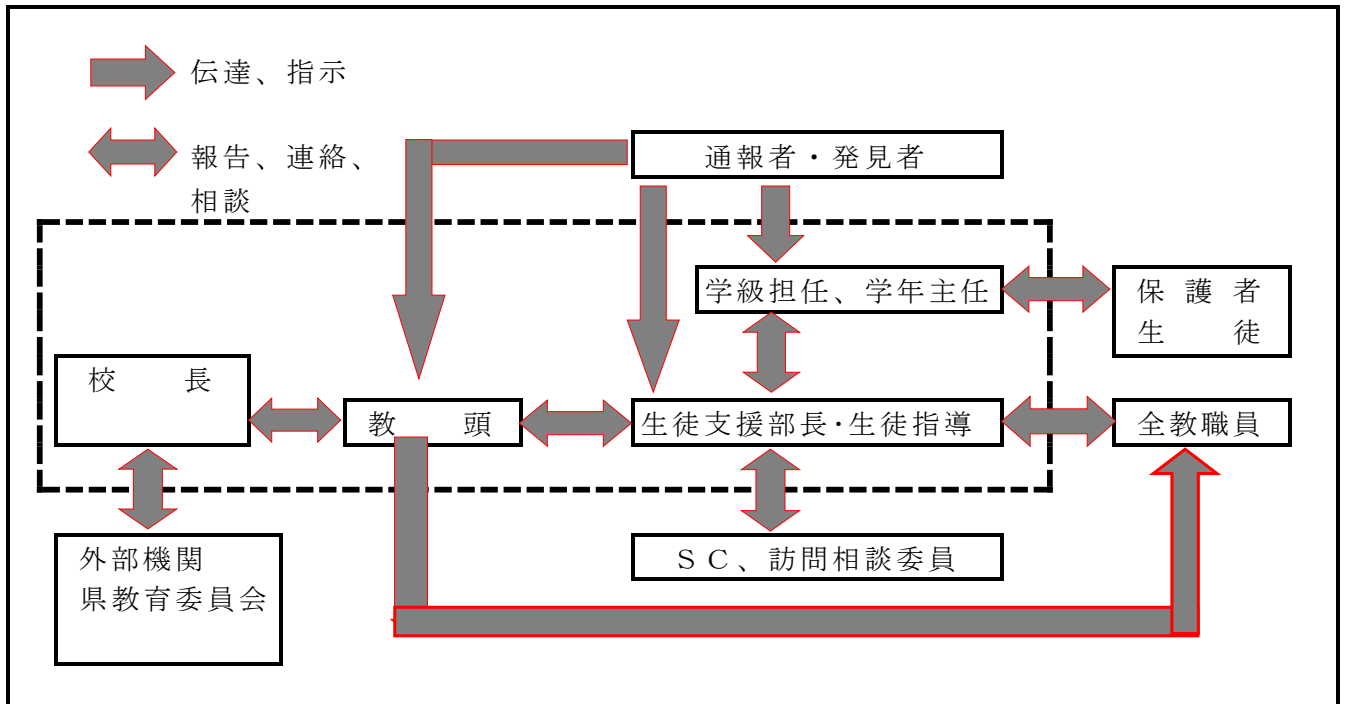 伝達、指示
報告、連絡、
相談
通報者・発見者
学級担任、学年主任
保護者
生徒
校長
教頭
生徒支援部長・生徒指導
全教職員
外部機関
県教育委員会
ＳＣ、訪問相談委員